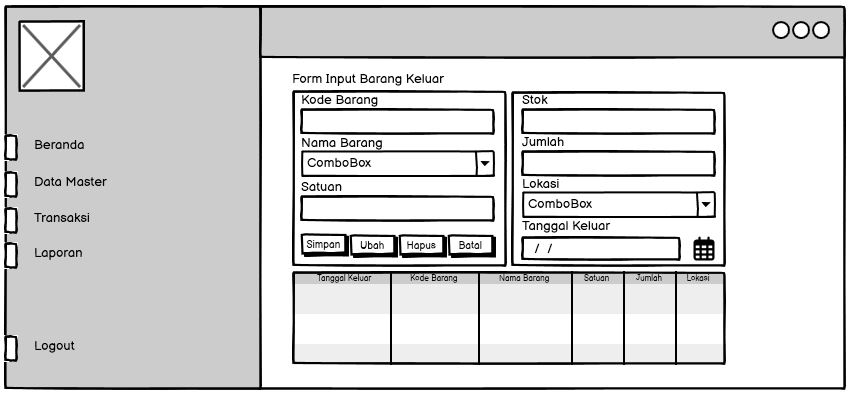 Beranda
Data Master
Transaksi
Laporan
Logout
Form Input Barang Keluar
Kode Barang
Nama Barang
ComboBox
Satuan
Simpan Ubah Hapus Batal
Stok
Jumlah
Lokasi
ComboBox
Tanggal Keluar
/ /
Tanggal Keluar Kode Barang Nama Barang Satuan Jumlah Lokasi